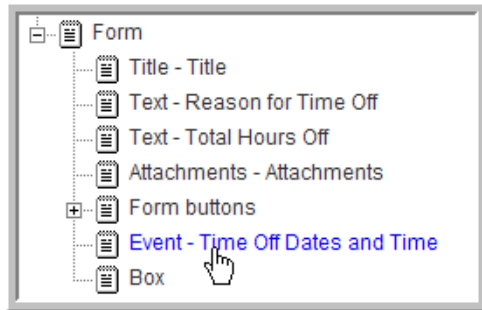 Form
Title - Title
Text - Reason for Time Off
Text - Total Hours Off
Attachments - Attachments
Form buttons
Event - Time Off Dates and Time
Box